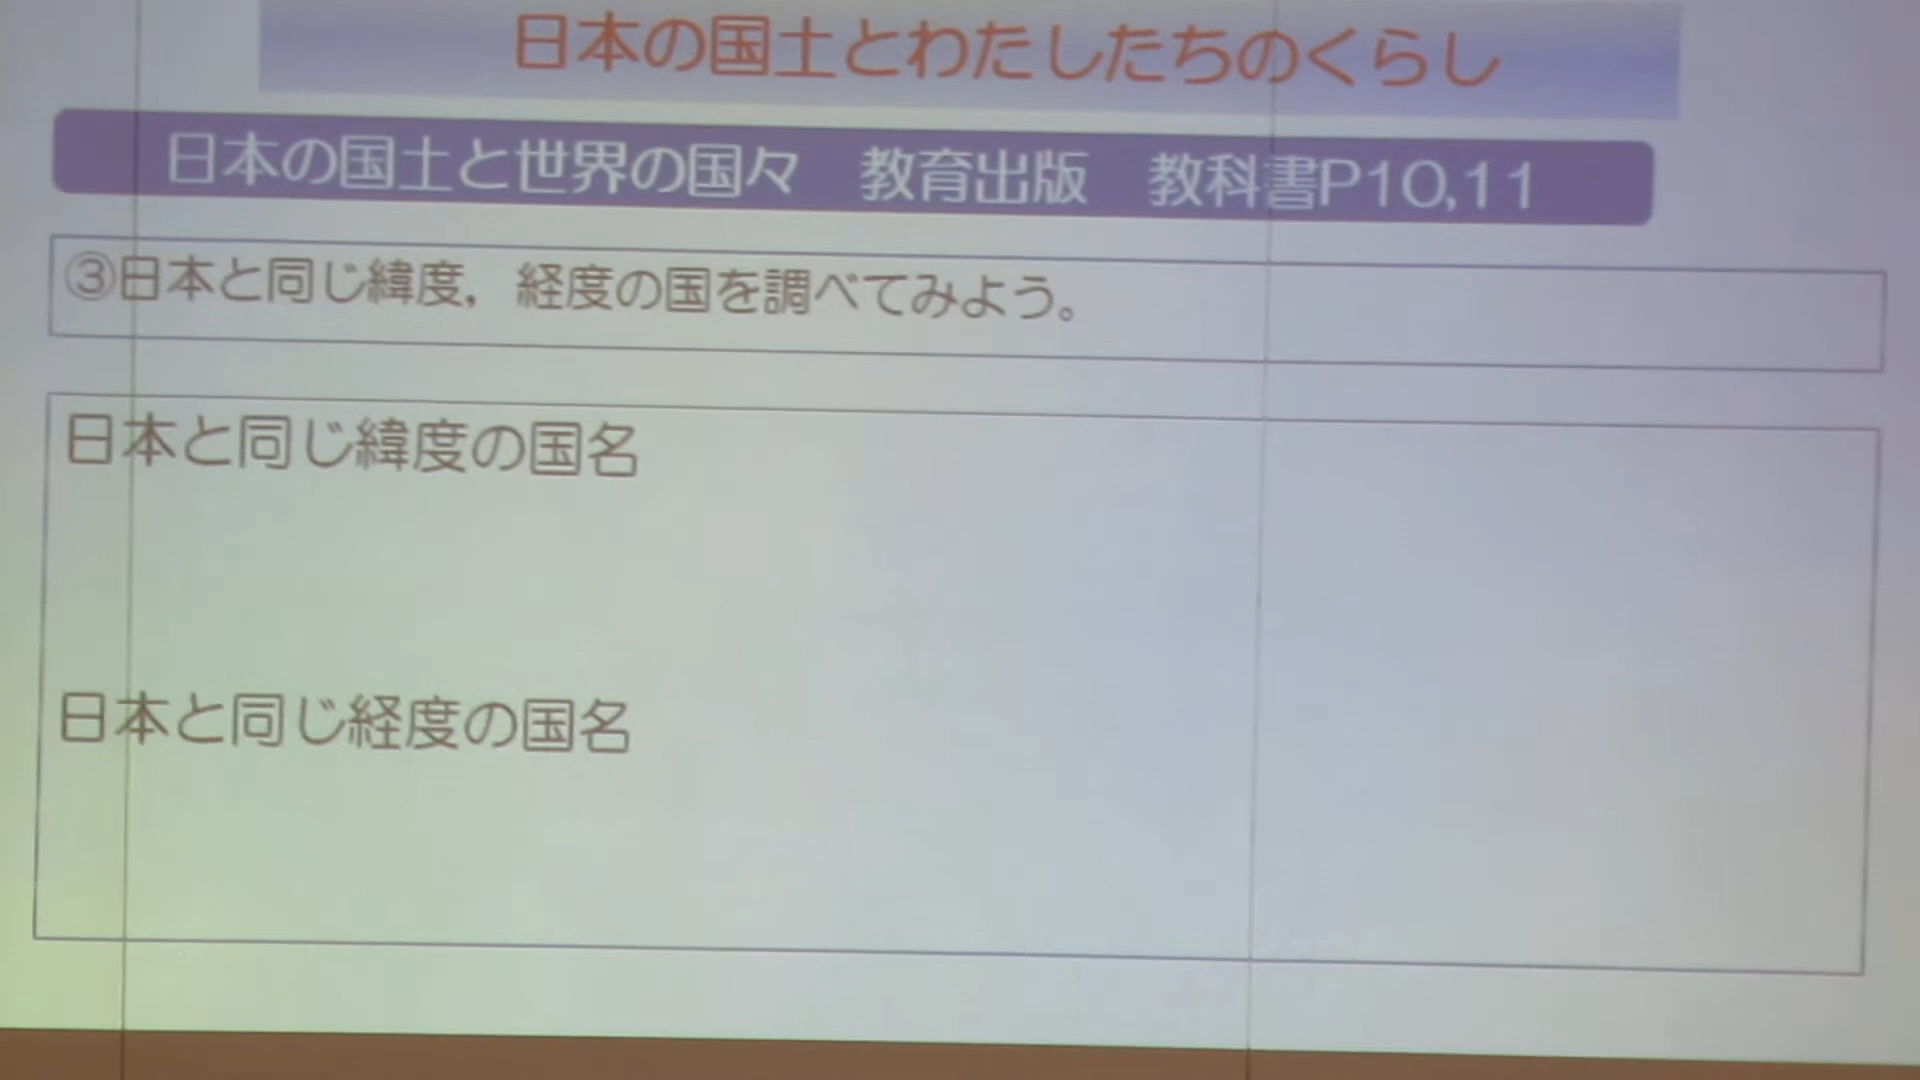 日本の国土とわたしたちのくらし
日本の国土と世界の国々　教育出版　教科書P10,11
③日本と同じ緯度，経度の国を調べてみよう。
日本と同じ緯度の国名
日本と同じ経度の国名